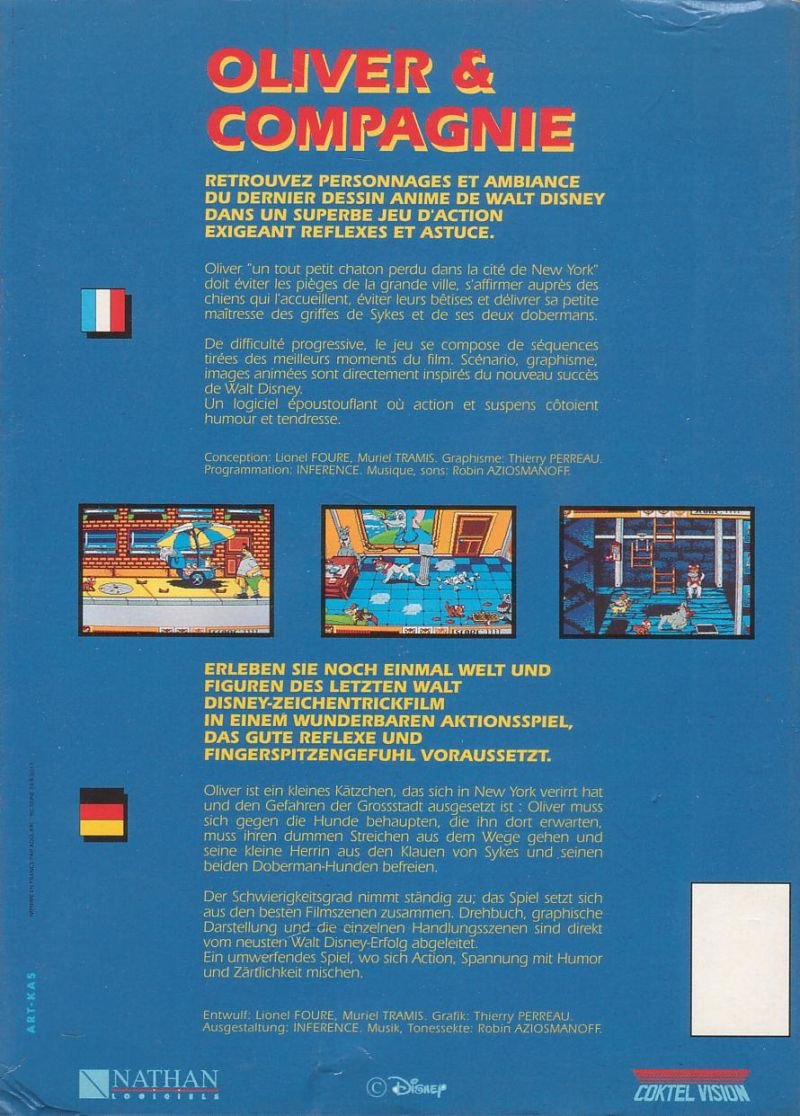 OLIVER &
COMPAGNIE
RETROUVEZ PERSONNAGES ET AMBIANCE
DU DERNIER DESSIN ANIME DE WALT DISNEY
DANS UN SUPERBE JEU D'ACTION
EXIGEANT REFLEXES ET ASTUCE.
Oliver "un tout petit chaton perdu dans la cité de New York"
doit éviter les pièges de la grande ville, s'affirmer auprès des
chiens qui l'accueillent, éviter leurs bêtises et délivrer sa petite
maîtresse des griffes de Sykes et de ses deux dobermans.
De difficulté progressive, le jeu se compose de séquences
tirées des meilleurs moments du film. Scénario, graphisme,
images animées sont directement inspirés du nouveau succès
de Walt Disney.
Un logiciel époustouflant où action et suspens côtoient
humour et tendresse.
Conception: Lionel FOURE, Muriel TRAMIS. Graphisme: Thierry PERREAU.
Programmation: INFERENCE. Musique, sons: Robin AZIOSMANOFF.
ERLEBEN SIE NOCH EINMAL WELT UND
FIGUREN DES LETZTEN WALT
DISNEY-ZEICHENTRICKFILM
IN EINEM WUNDERBAREN AKTIONSSPIEL,
DAS GUTE REFLEXE UND
FINGERSPITZENGEFUHL VORAUSSETZT.
Oliver ist ein kleines Kätzchen, das sich in New York verirrt hat
und den Gefahren der Grossstadt ausgesetzt ist : Oliver muss
sich gegen die Hunde behaupten, die ihn dort erwarten,
muss ihren dummen Streichen aus dem Wege gehen und
seine kleine Herrin aus den Klauen von Sykes und seinen
beiden Doberman-Hunden befreien.
Der Schwierigkeitsgrad nimmt ständig zu; das Spiel setzt sich
aus den besten Filmszenen zusammen. Drehbuch, graphische
Darstellung und die einzelnen Handlungsszenen sind direkt
vom neusten Walt Disney-Erfolg abgeleitet.
Ein umwerfendes Spiel, wo sich Action, Spannung mit Humor
und Zärtlichkeit mischen.
Entwulf: Lionel FOURE, Muriel TRAMIS. Grafik: Thierry PERREAU.
Ausgestaltung: INFERENCE. Musik, Tonessekte: Robin AZIOSMANOFF.
ART-KAS
NATHAN
LOGICIELS
© Disney
COKTEL VISION